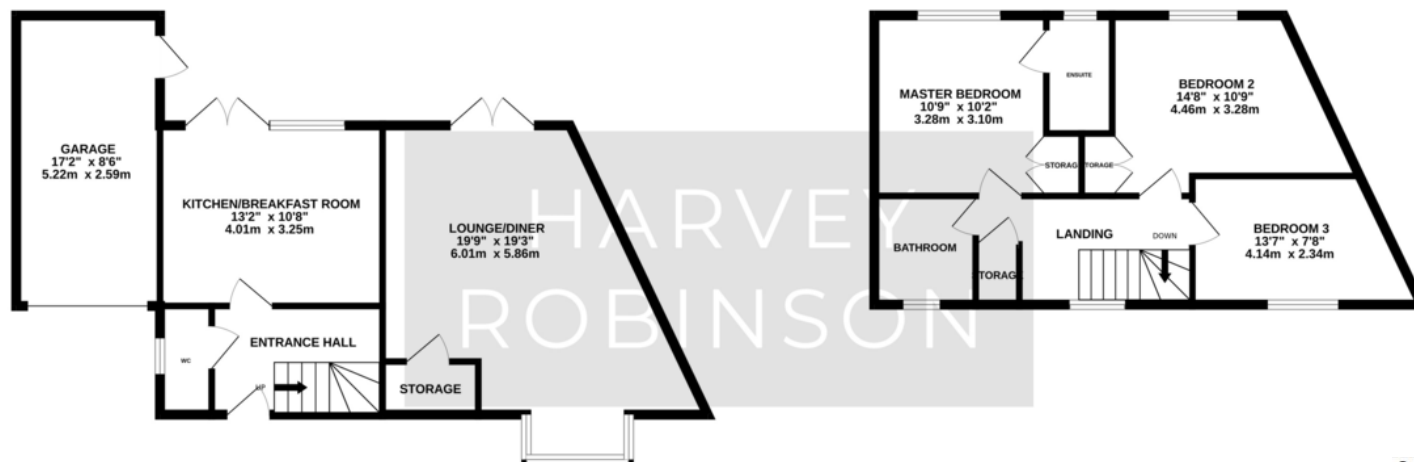 GARAGE
17'2" x 8'6"
5.22m x 2.59m
KITCHEN/BREAKFAST ROOM
13'2" x 10'8"
4.01m x 3.25m
LOUNGE/DINER
19'9" x 19'3"
6.01m x 5.86m
ENTRANCE HALL
WC
UP
STORAGE
HARVEY
ROBINSON
MASTER BEDROOM
10'9" x 10'2"
3.28m x 3.10m
ENSUITE
BEDROOM 2
14'8" x 10'9"
4.46m x 3.28m
STORAGE
STORAGE
BATHROOM
STORAGE
LANDING
DOWN
BEDROOM 3
13'7" x 7'8"
4.14m x 2.34m